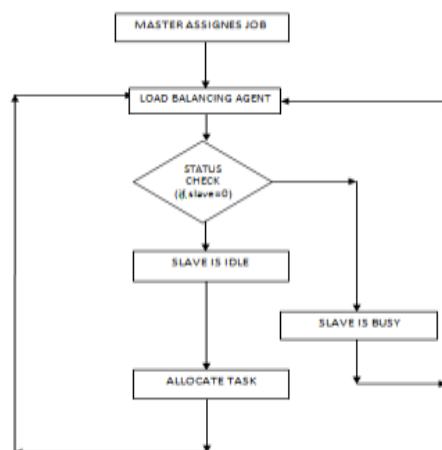 MASTER ASSIGNES JOB
LOAD BALANCING AGENT
STATUS
CHECK
(if,slave=0)
SLAVE IS IDLE
SLAVE IS BUSY
ALLOCATE TASK